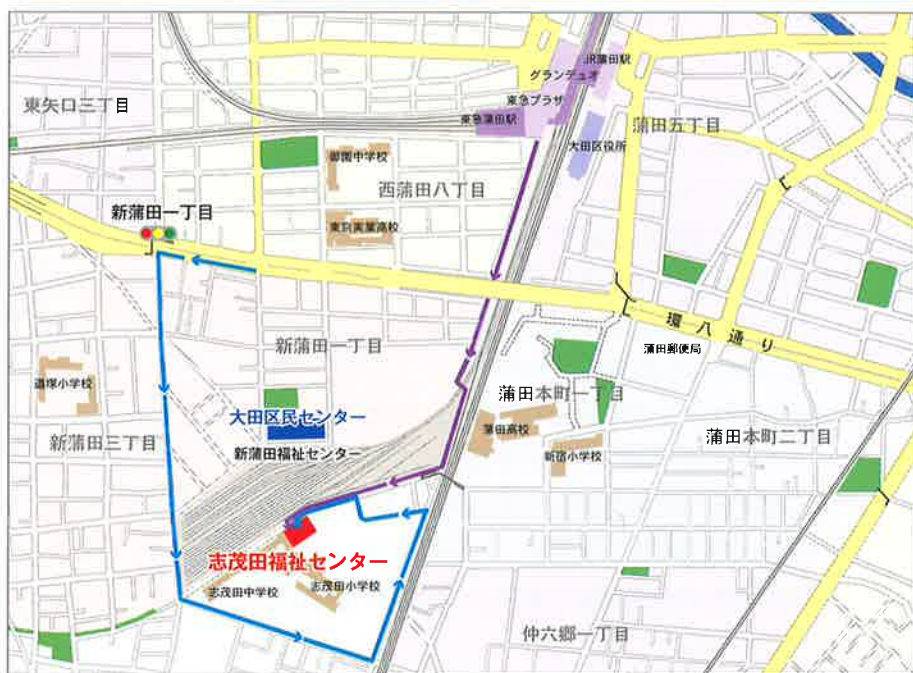 JR蒲田駅
グランデュオ
東急プラザ
東急蒲田駅
東矢口三丁目
蒲田五丁目
大田区役所
御園中学校
西蒲田八丁目
新蒲田一丁目
東京実業高校
環八通り
新蒲田一丁目
蒲田郵便局
道塚小学校
蒲田本町一丁目
大田区民センター
蒲田高校
蒲田本町二丁目
新蒲田三丁目
新蒲田福祉センター
新宿小学校
志茂田福祉センター
志茂田小学校
志茂田中学校
仲六郷一丁目